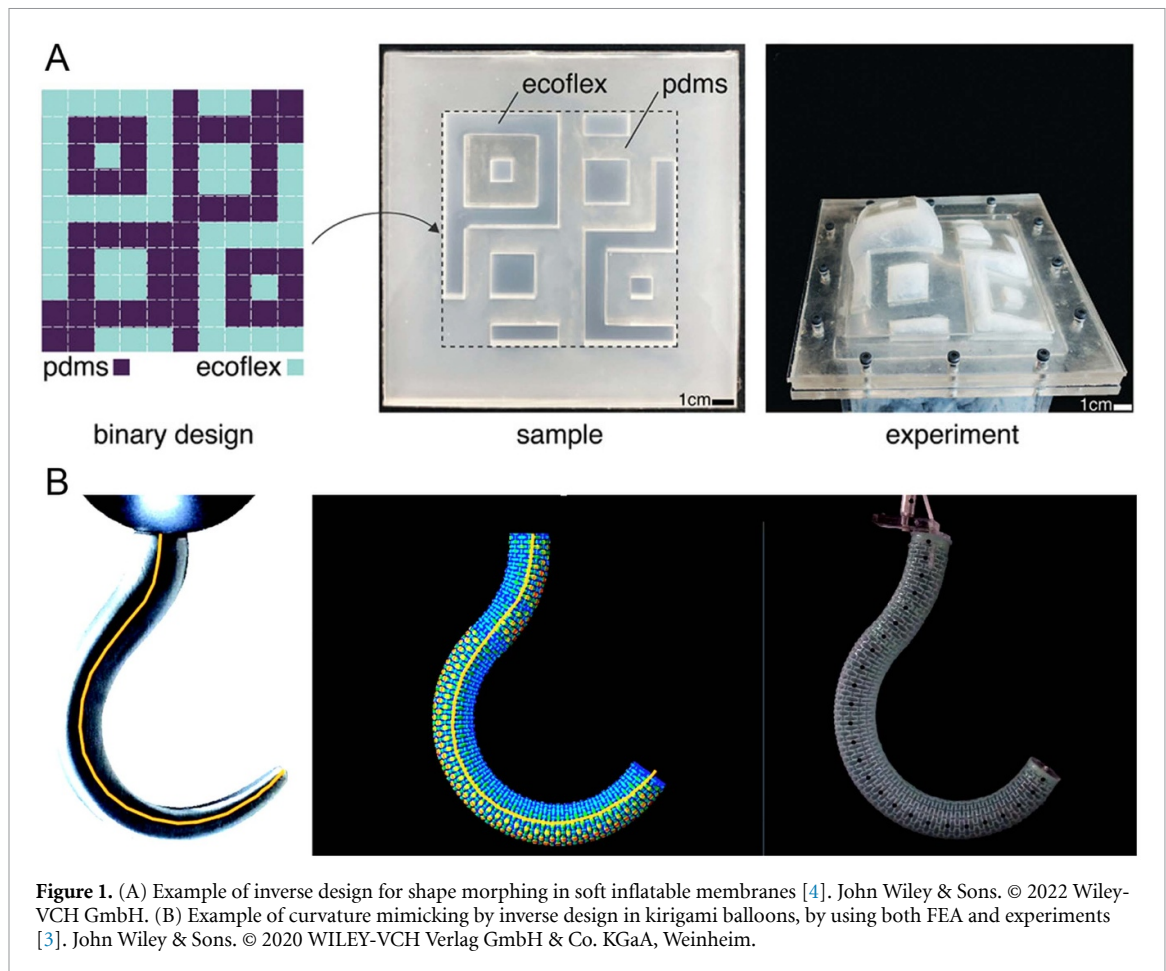 A
ecoflex
pdms
pdms
ecoflex
1cm
1cm
binary design
sample
experiment
B
Figure 1. (A) Example of inverse design for shape morphing in soft inflatable membranes [4]. John Wiley & Sons. © 2022 Wiley-
VCH GmbH. (B) Example of curvature mimicking by inverse design in kirigami balloons, by using both FEA and experiments
[3]. John Wiley & Sons. © 2020 WILEY-VCH Verlag GmbH & Co. KGaA, Weinheim.